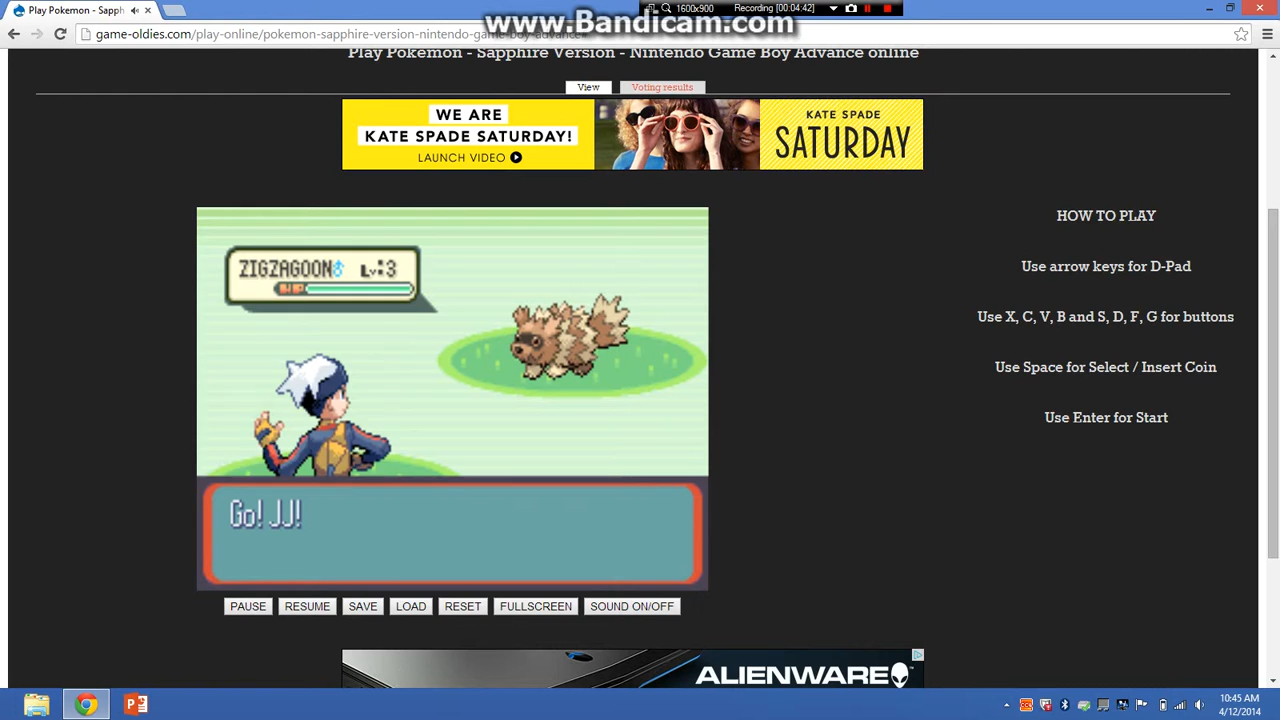 Play Pokemon - Sapph
1600x900
Recording [00:04:42]
www.Bandicam.com
game-oldies.com/play-online/pokemon-sapphire-version-nintendo-game-boy-advance
Play Pokemon - Sapphire Version - Nintendo Game Boy Advance online
View
Voting results
WE ARE
KATE SPADE SATURDAY!
LAUNCH VIDEO
KATE SPADE
SATURDAY
HOW TO PLAY
Use arrow keys for D-Pad
Use X, C, V, B and S, D, F, G for buttons
Use Space for Select / Insert Coin
Use Enter for Start
ZIGZAGOON♂ Lv:3
HP
Go! JJ!
PAUSE
RESUME
SAVE
LOAD
RESET
FULLSCREEN
SOUND ON/OFF
ALIENWARE
10:45 AM
4/12/2014